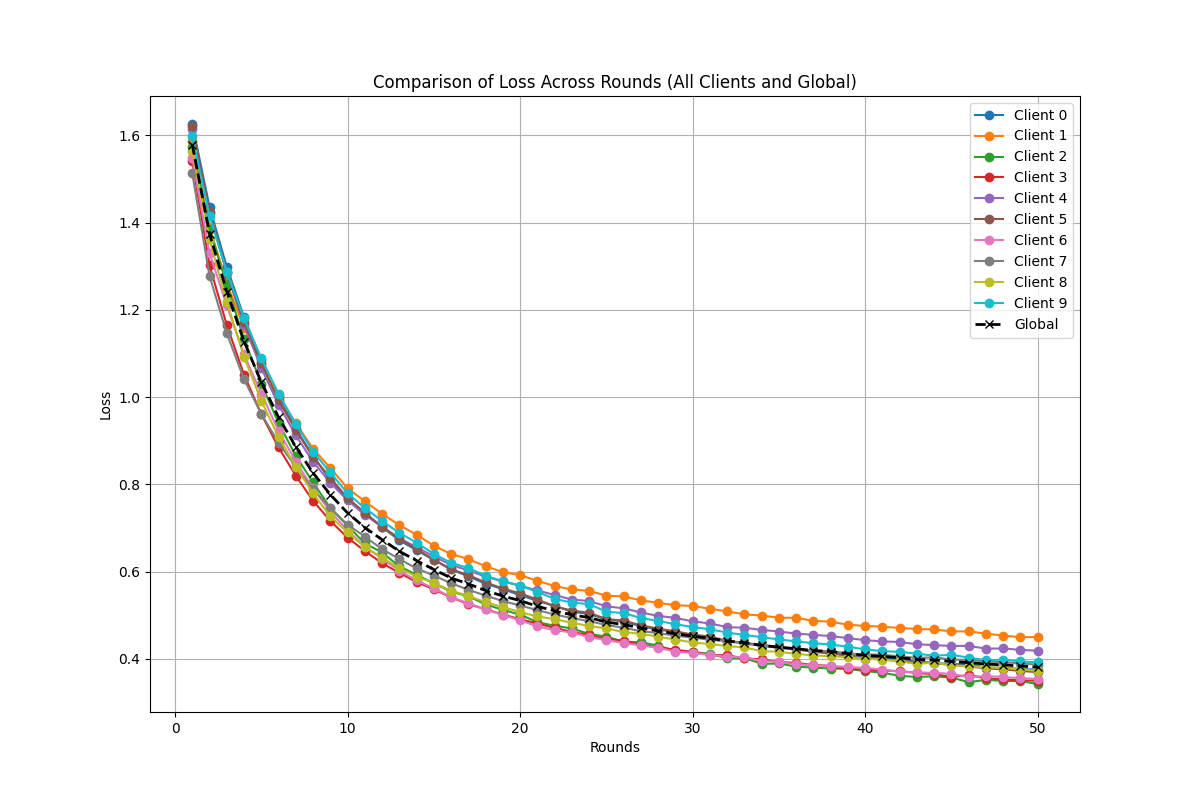 Comparison of Loss Across Rounds (All Clients and Global)
1.6
1.4
1.2
1.0
0.8
0.6
0.4
Loss
0
10
20
30
40
50
Rounds
Client 0
Client 1
Client 2
Client 3
Client 4
Client 5
Client 6
Client 7
Client 8
Client 9
Global